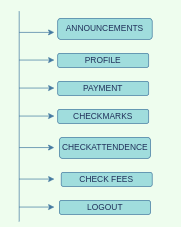 ANNOUNCEMENTS
PROFILE
PAYMENT
CHECKMARKS
CHECKATTENDENCE
CHECK FEES
LOGOUT